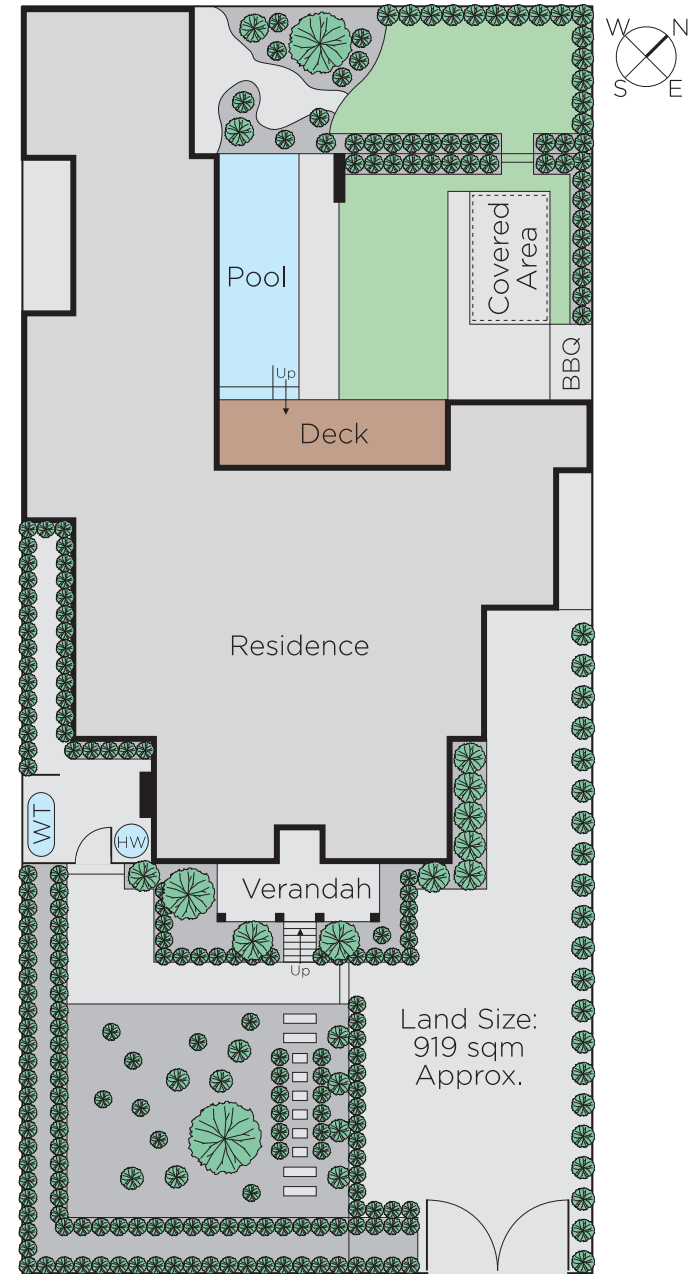 W N
S E
Pool
Covered
Area
Up
BBQ
Deck
Residence
WT
HW
Verandah
Up
Land Size:
919 sqm
Approx.